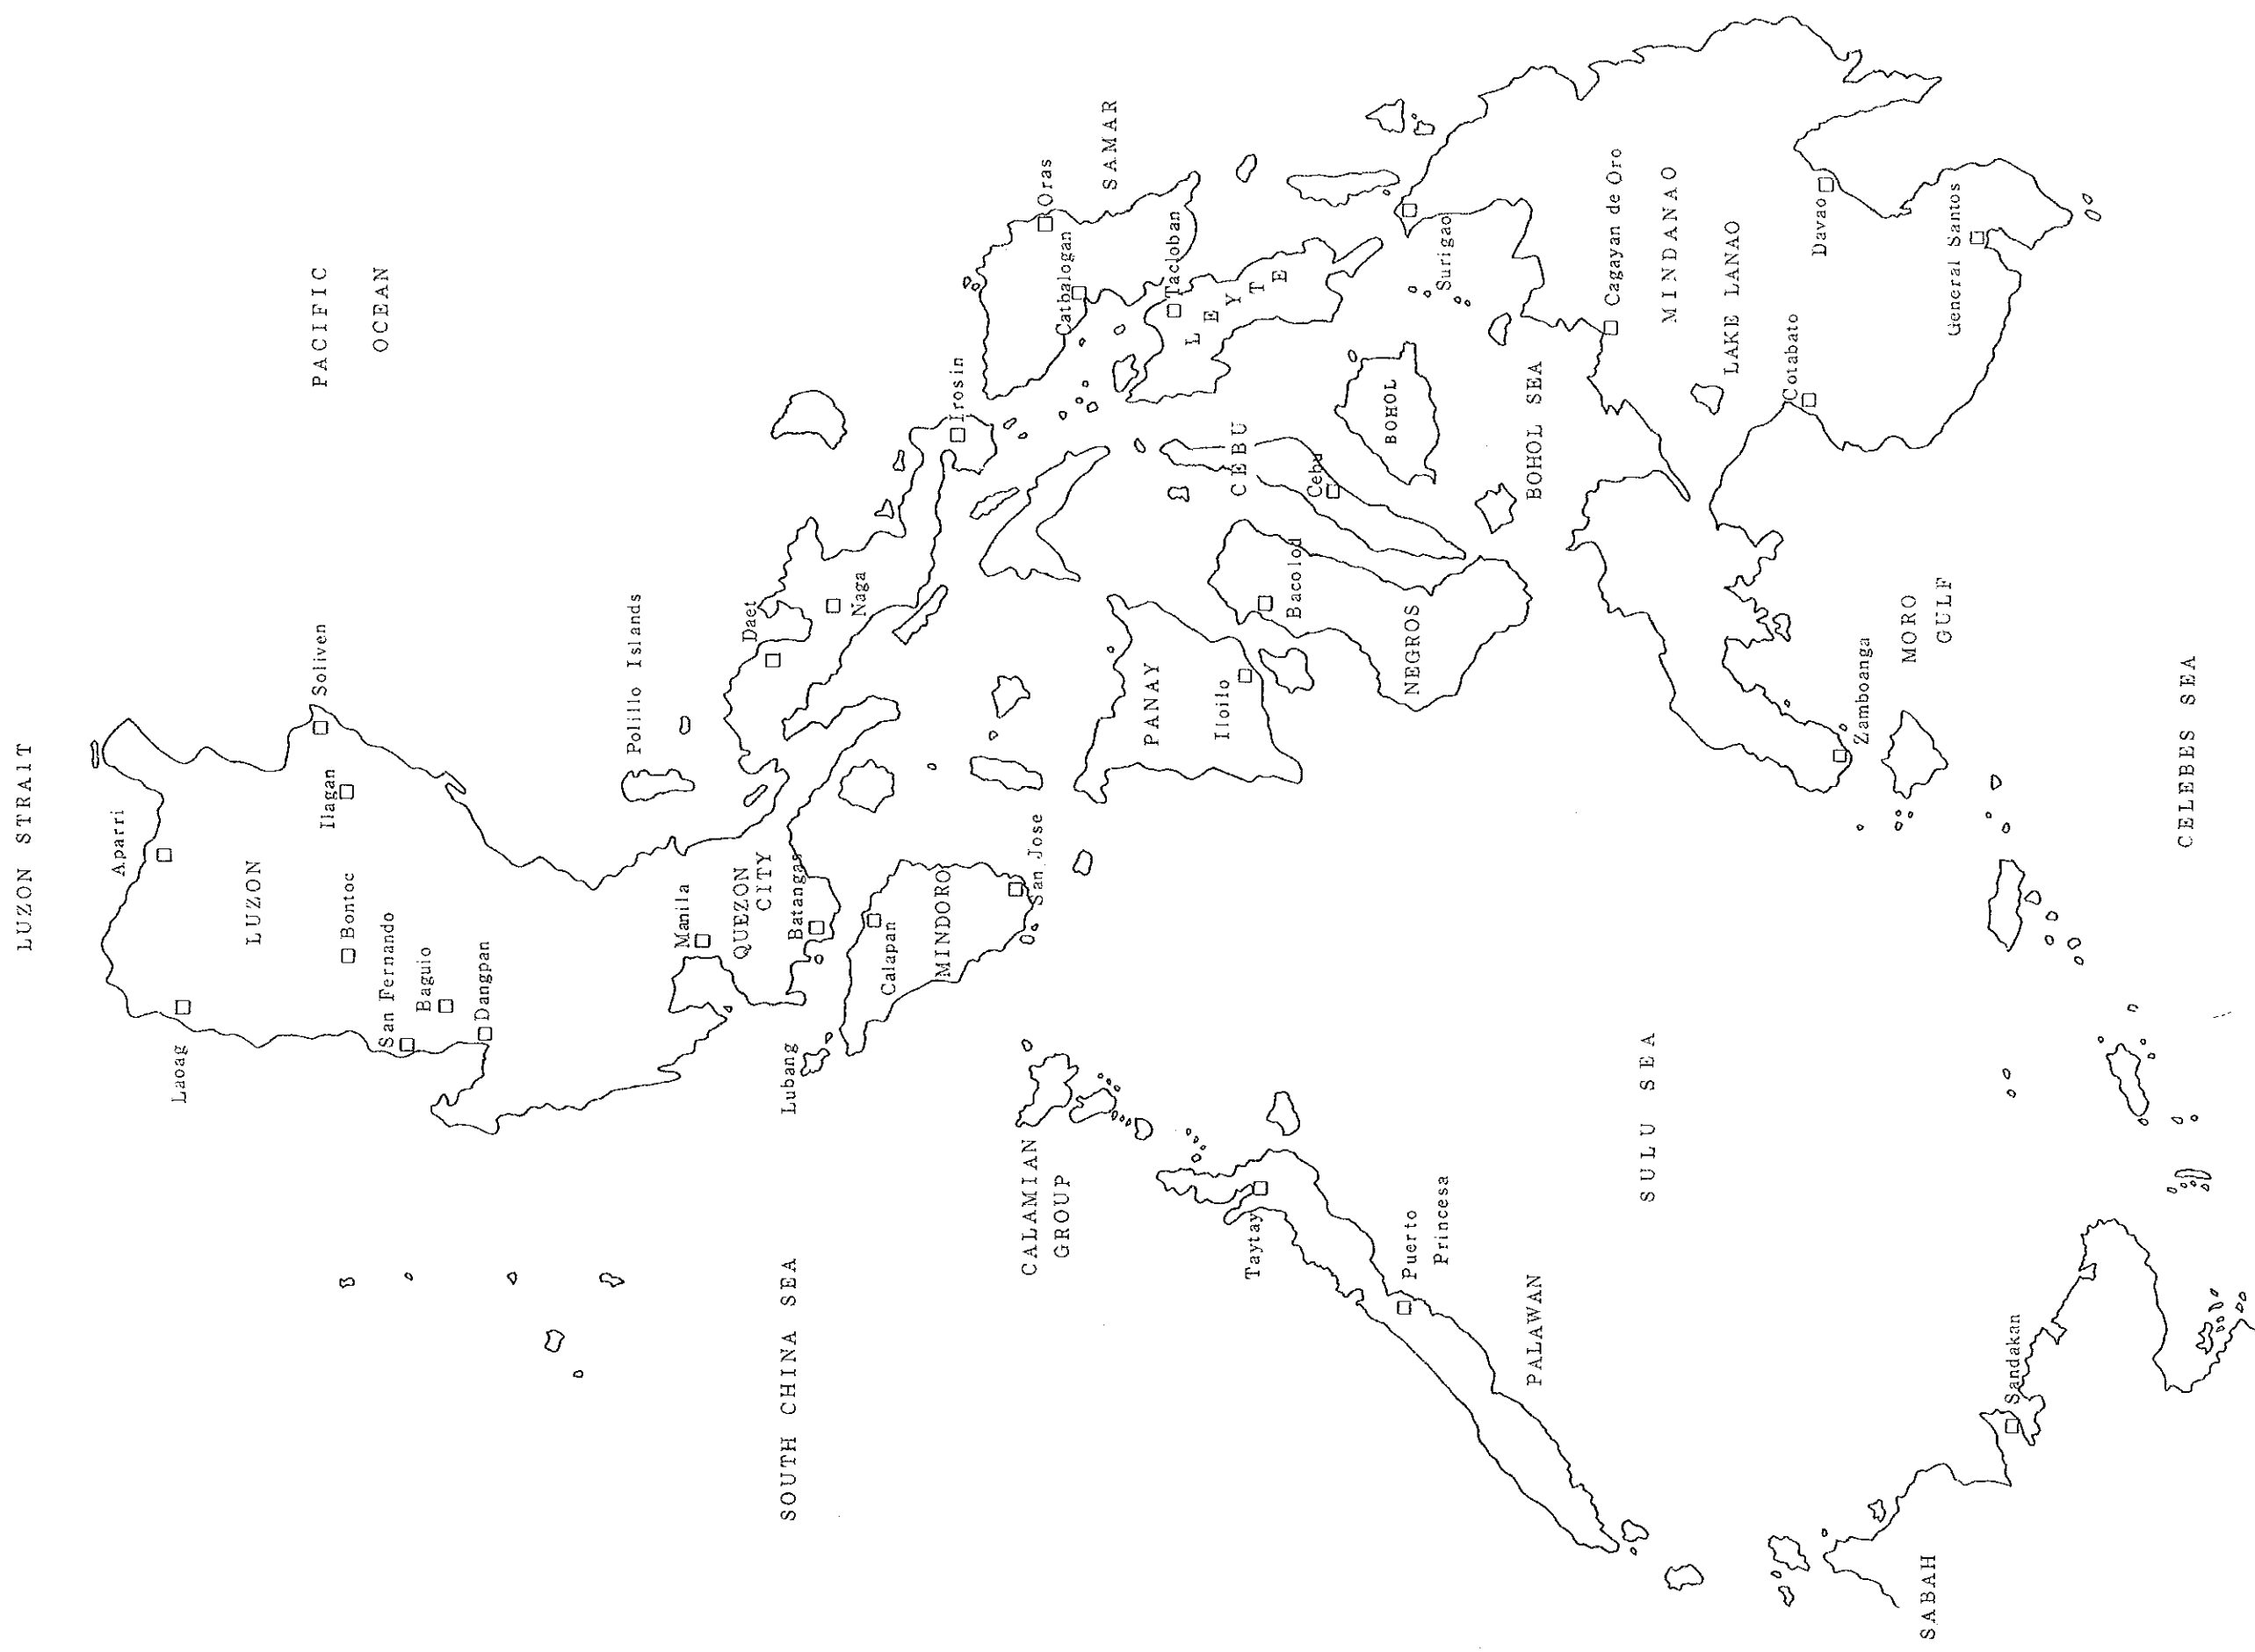 LUZON STRAIT
Aparri
Laoag
LUZON
Ilagan
Soliven
Bontoc
San Fernando
Baguio
Dangpan
PACIFIC
OCEAN
Polillo Islands
Manila
QUEZON
CITY
Daet
Naga
Batangas
Lubang
Calapan
MINDORO
San Jose
Irosin
SOUTH CHINA SEA
CALAMIAN
GROUP
Oras
Catbalogan
SAMAR
Tacloban
LEYTE
PANAY
Iloilo
CEBU
Cebu
Bacolod
NEGROS
BOHOL
BOHOL SEA
Taytay
Puerto
Princesa
PALAWAN
SULU SEA
Surigao
Cagayan de Oro
MINDANAO
LAKE LANAO
Cotabato
Davao
General Santos
Zamboanga
MORO
GULF
CELEBES SEA
Sandakan
SABAH